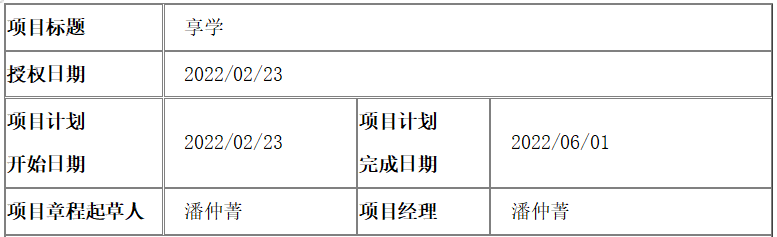 项目标题 享学
授权日期 2022/02/23
项目计划
开始日期 2022/02/23 项目计划
完成日期 2022/06/01
项目章程起草人 潘仲菁 项目经理 潘仲菁